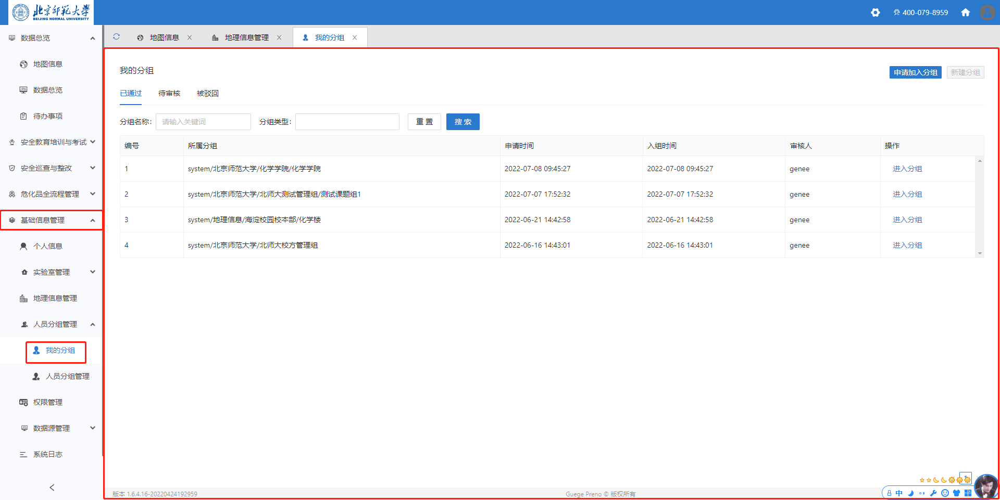 北京师范大学
BEIJING NORMAL UNIVERSITY
400-079-8959
数据总览
地图信息
数据总览
待办事项
安全教育培训与考试
安全巡查与整改
危化品全流程管理
基础信息管理
个人信息
实验室管理
地理信息管理
人员分组管理
我的分组
人员分组管理
权限管理
数据源管理
系统日志
地图信息
地理信息管理
我的分组
我的分组
申请加入分组 新建分组
已通过 待审核 被驳回
分组名称: 请输入关键词 分组类型: 重 置 搜 索
编号 所属分组 申请时间 入组时间 审核人 操作
1 system/北京师范大学/化学学院/化学学院 2022-07-08 09:45:27 2022-07-08 09:45:27 genee 进入分组
2 system/北京师范大学/北师大测试管理组/测试课题组1 2022-07-07 17:52:32 2022-07-07 17:52:32 genee 进入分组
3 system/地理信息/海淀校园校本部/化学楼 2022-06-21 14:42:58 2022-06-21 14:42:58 genee 进入分组
4 system/北京师范大学/北师大校方管理组 2022-06-16 14:43:01 2022-06-16 14:43:01 genee 进入分组
版本 1.6.4.16-20220424192959
Guege Preno © 版权所有
中